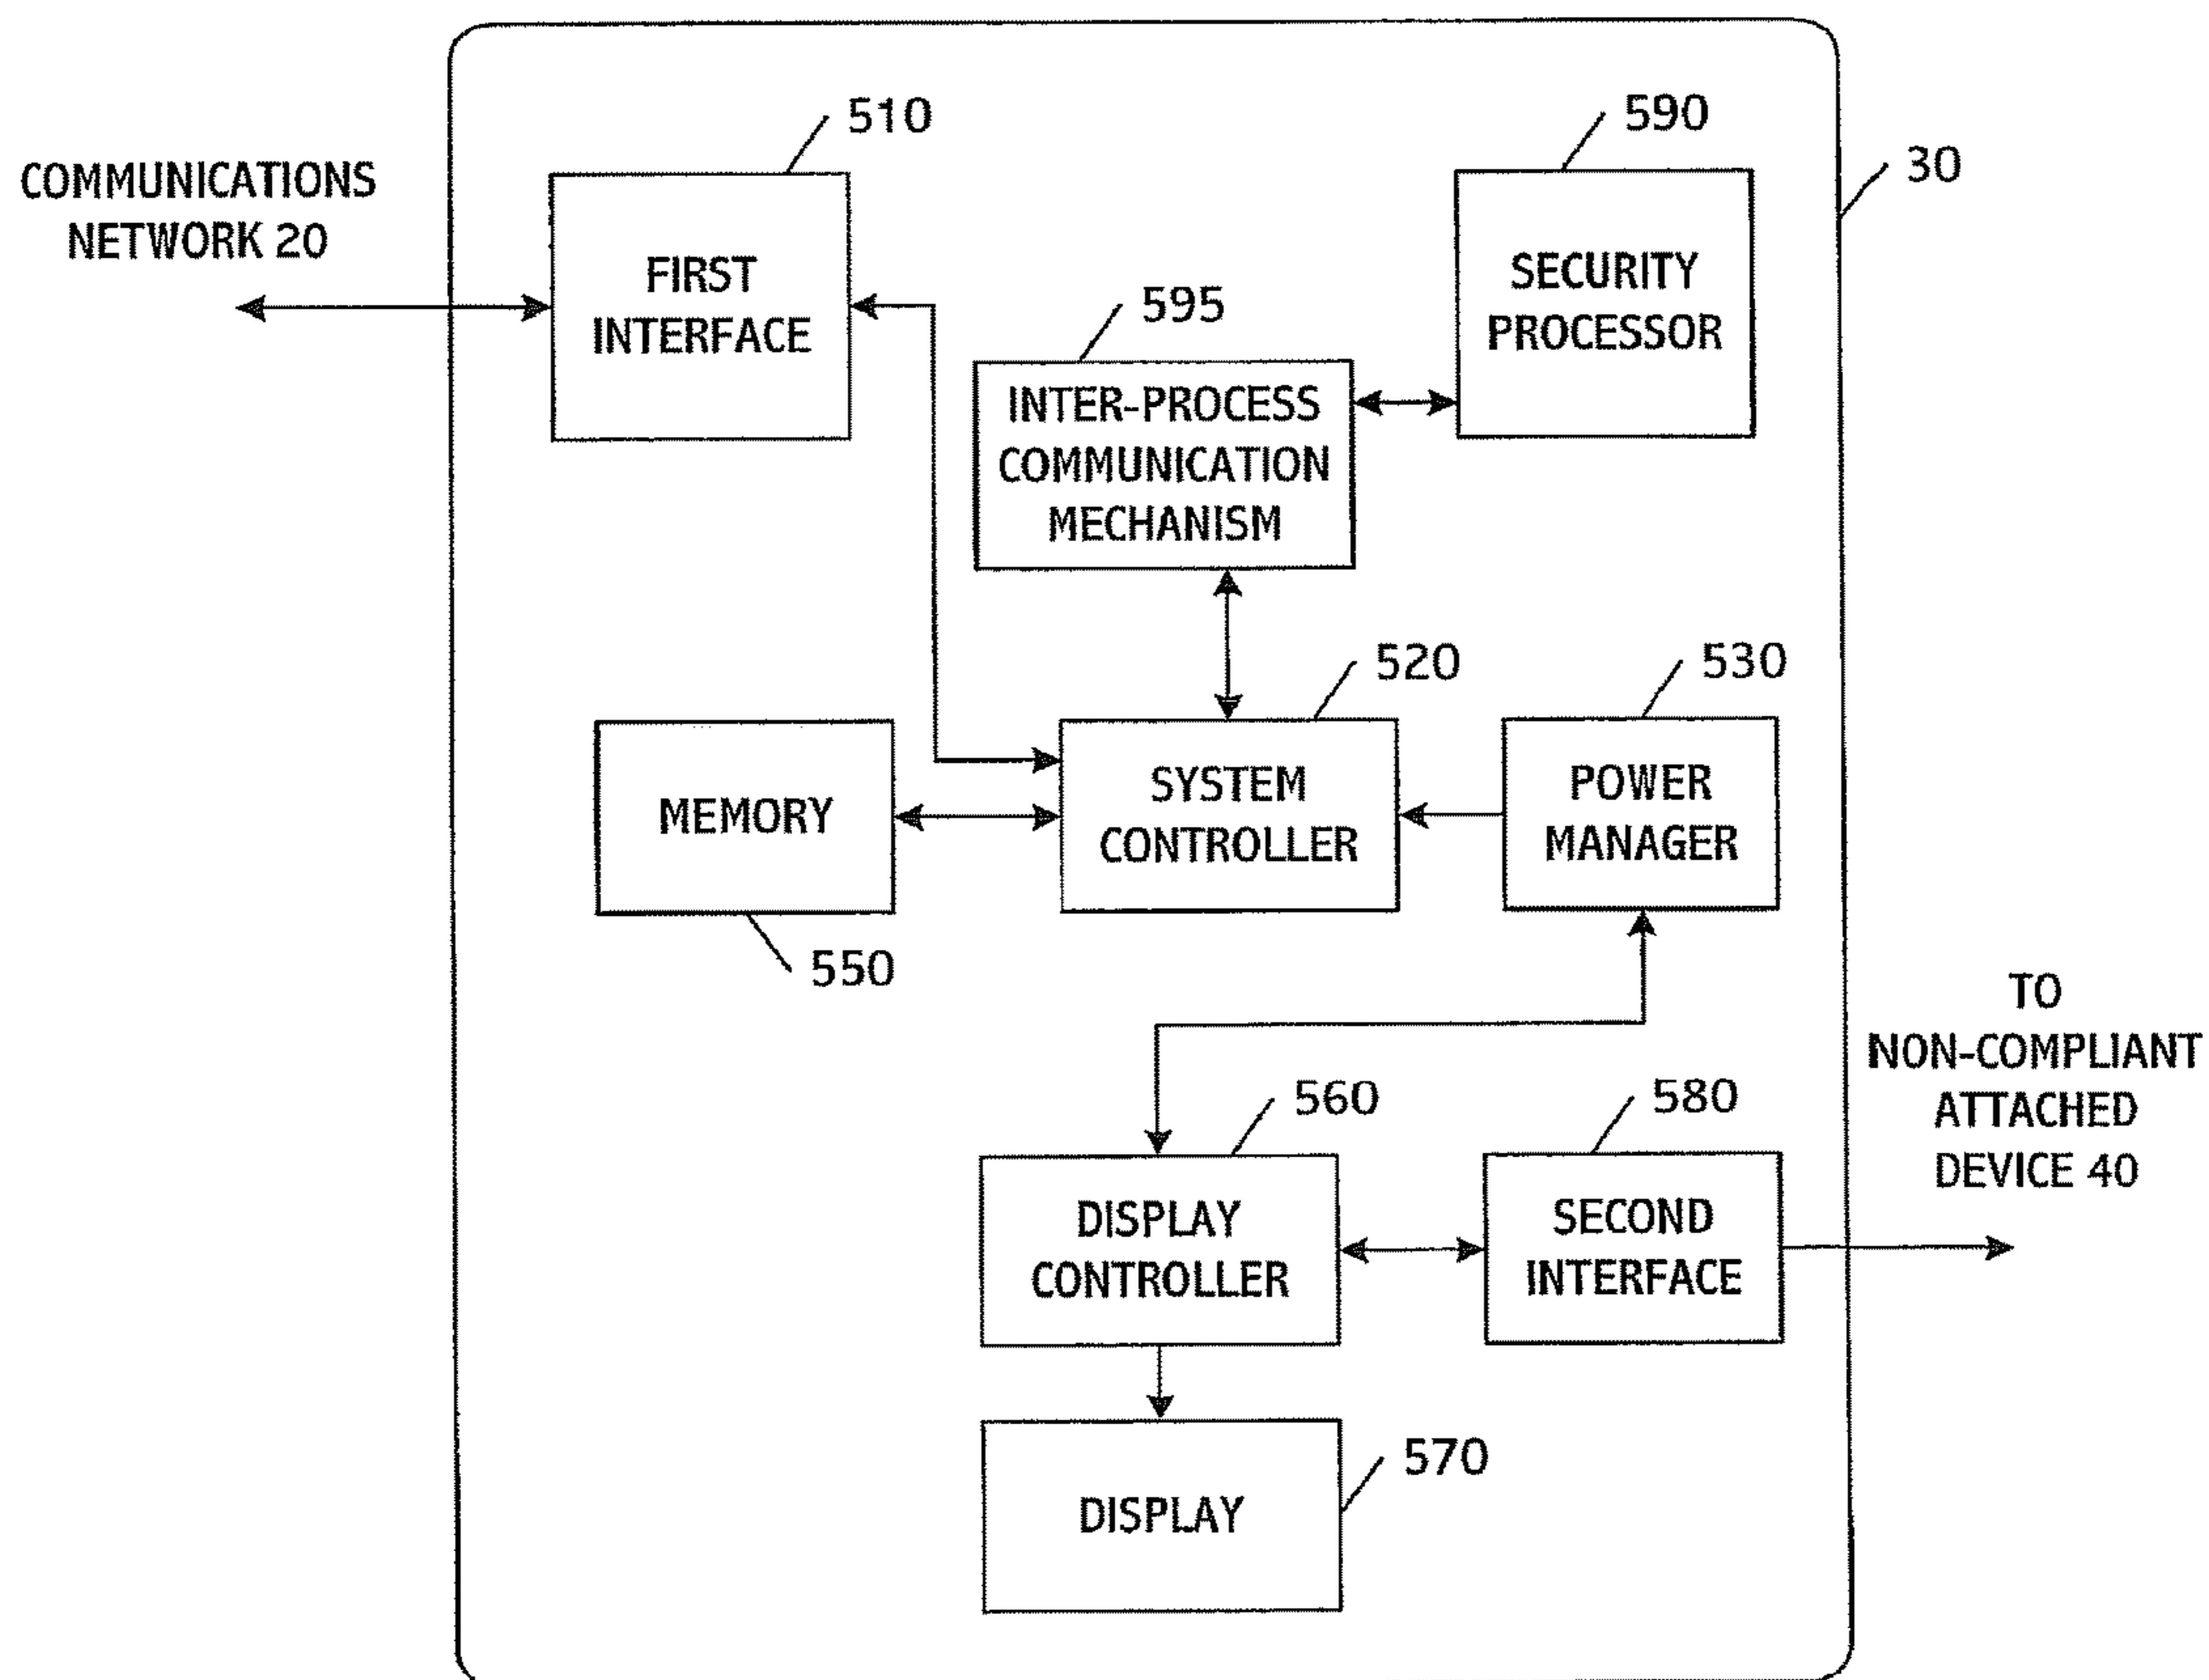 510
590
30
COMMUNICATIONS
NETWORK 20
FIRST
INTERFACE
SECURITY
PROCESSOR
595
INTER-PROCESS
COMMUNICATION
MECHANISM
520
530
MEMORY
SYSTEM
CONTROLLER
POWER
MANAGER
550
TO
NON-COMPLIANT
ATTACHED
DEVICE 40
560
580
DISPLAY
CONTROLLER
SECOND
INTERFACE
570
DISPLAY